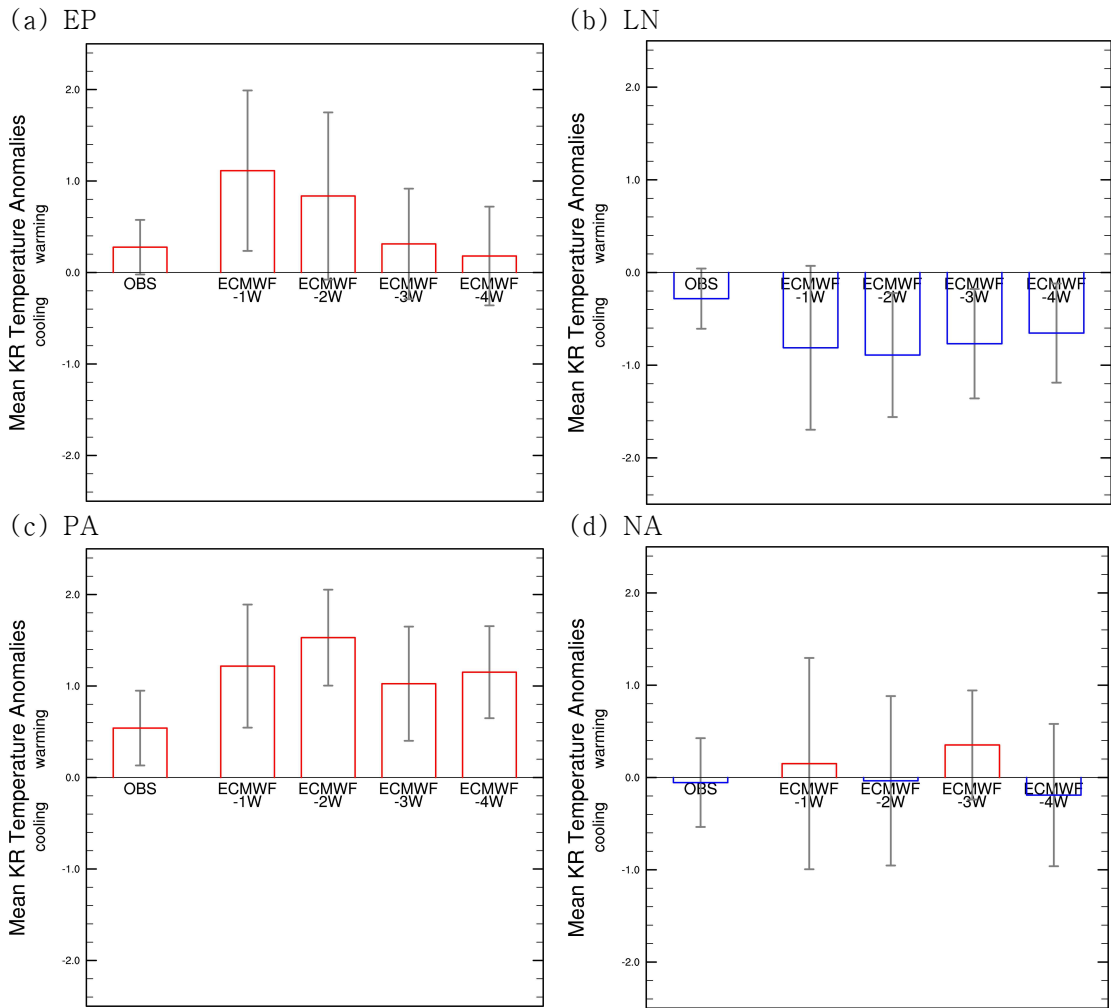 (a) EP
Mean KR Temperature Anomalies
cooling warming
2.0
1.0
0.0
-1.0
-2.0
OBS
ECMWF
-1W
ECMWF
-2W
ECMWF
-3W
ECMWF
-4W
(b) LN
Mean KR Temperature Anomalies
cooling warming
2.0
1.0
0.0
-1.0
-2.0
OBS
ECMWF
-1W
ECMWF
-2W
ECMWF
-3W
ECMWF
-4W
(c) PA
Mean KR Temperature Anomalies
cooling warming
2.0
1.0
0.0
-1.0
-2.0
OBS
ECMWF
-1W
ECMWF
-2W
ECMWF
-3W
ECMWF
-4W
(d) NA
Mean KR Temperature Anomalies
cooling warming
2.0
1.0
0.0
-1.0
-2.0
OBS
ECMWF
-1W
ECMWF
-2W
ECMWF
-3W
ECMWF
-4W